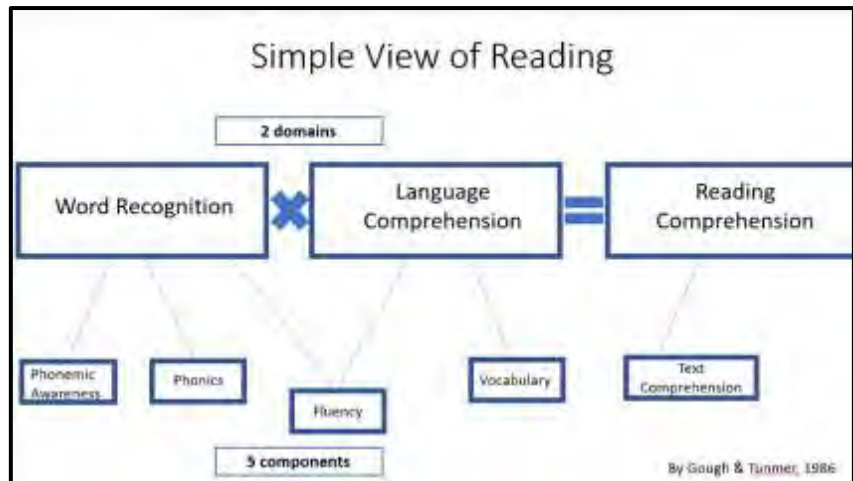 Simple View of Reading
2 domains
Word Recognition
Language
Comprehension
Reading
Comprehension
Phonemic
Awareness
Phonics
Fluency
Vocabulary
Text
Comprehension
5 components
By Gough & Tunmer, 1986